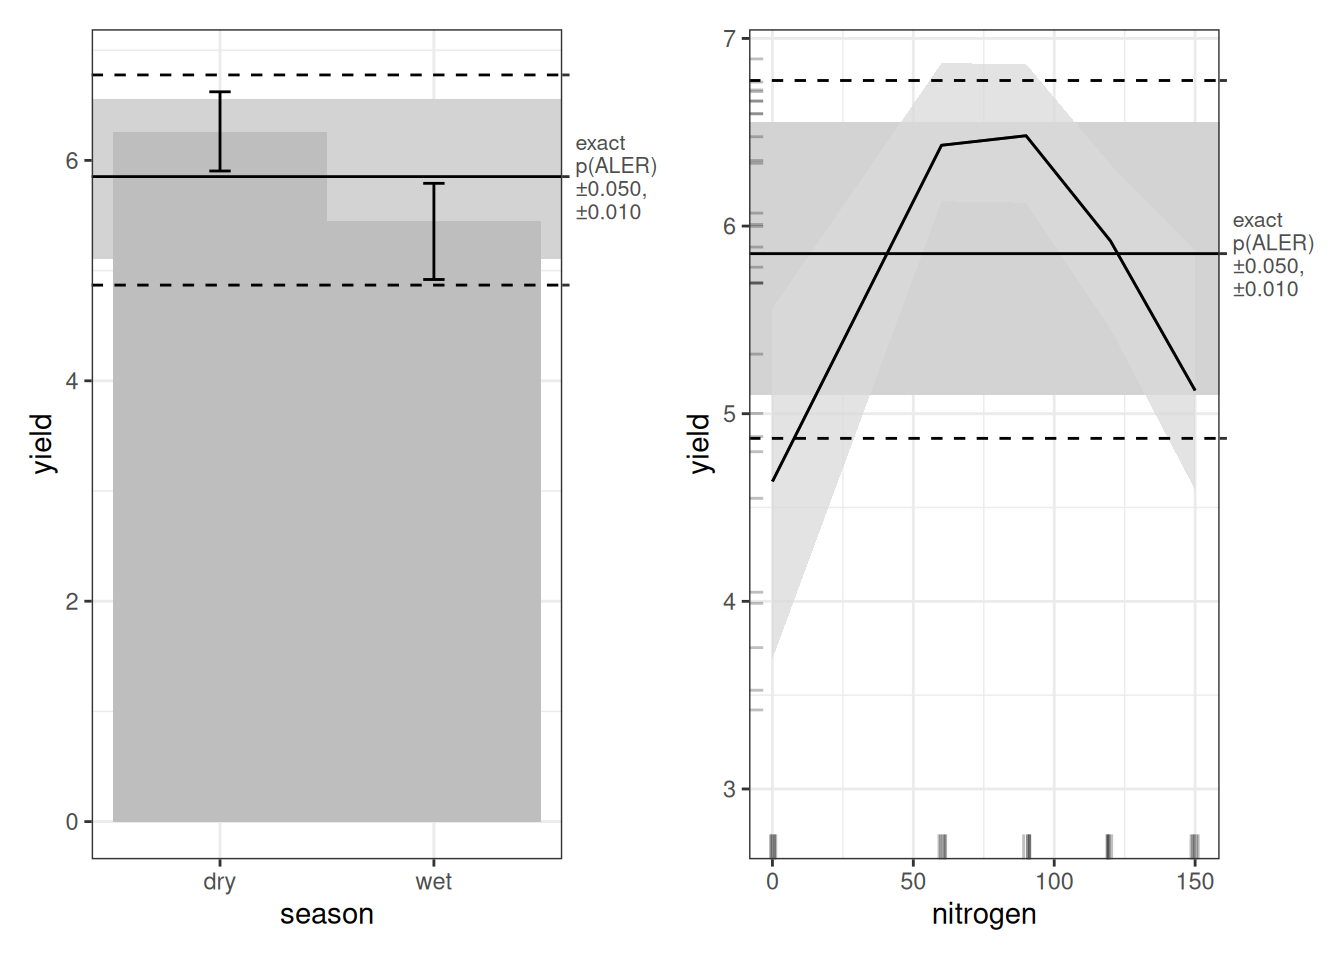 yield
6
4
2
0
dry
wet
season
exact
p(ALER)
±0.050,
±0.010
yield
7
6
5
4
3
0
50
100
150
nitrogen
exact
p(ALER)
±0.050,
±0.010